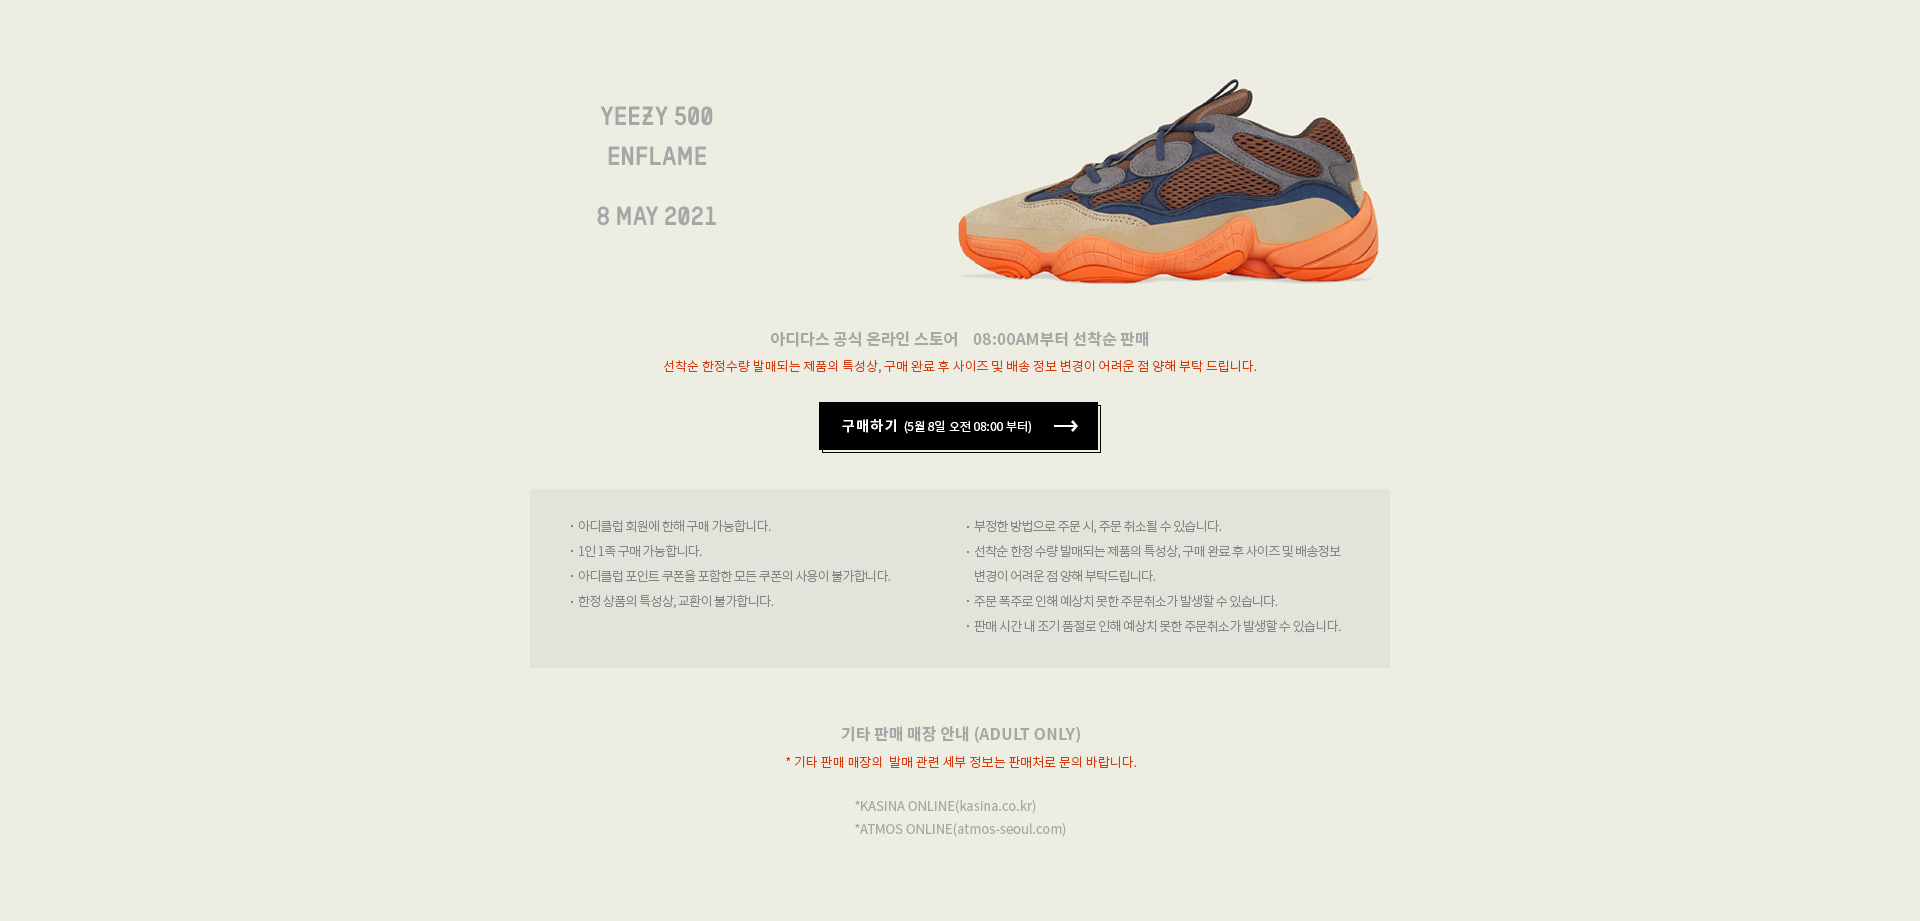 YEEZY 500
ENFLAME
8 MAY 2021
아디다스 공식 온라인 스토어 08:00AM부터 선착순 판매
선착순 한정수량 발매되는 제품의 특성상, 구매 완료 후 사이즈 및 배송 정보 변경이 어려운 점 양해 부탁 드립니다.
구매하기 (5월 8일 오전 08:00 부터)
· 아디클럽 회원에 한해 구매 가능합니다.
· 1인 1족 구매 가능합니다.
· 아디클럽 포인트 쿠폰을 포함한 모든 쿠폰의 사용이 불가합니다.
· 한정 상품의 특성상, 교환이 불가합니다.
· 부정한 방법으로 주문 시, 주문 취소될 수 있습니다.
· 선착순 한정 수량 발매되는 제품의 특성상, 구매 완료 후 사이즈 및 배송정보
변경이 어려운 점 양해 부탁드립니다.
· 주문 폭주로 인해 예상치 못한 주문취소가 발생할 수 있습니다.
· 판매 시간 내 조기 품절로 인해 예상치 못한 주문취소가 발생할 수 있습니다.
기타 판매 매장 안내 (ADULT ONLY)
* 기타 판매 매장의 발매 관련 세부 정보는 판매처로 문의 바랍니다.
*KASINA ONLINE(kasina.co.kr)
*ATMOS ONLINE(atmos-seoul.com)